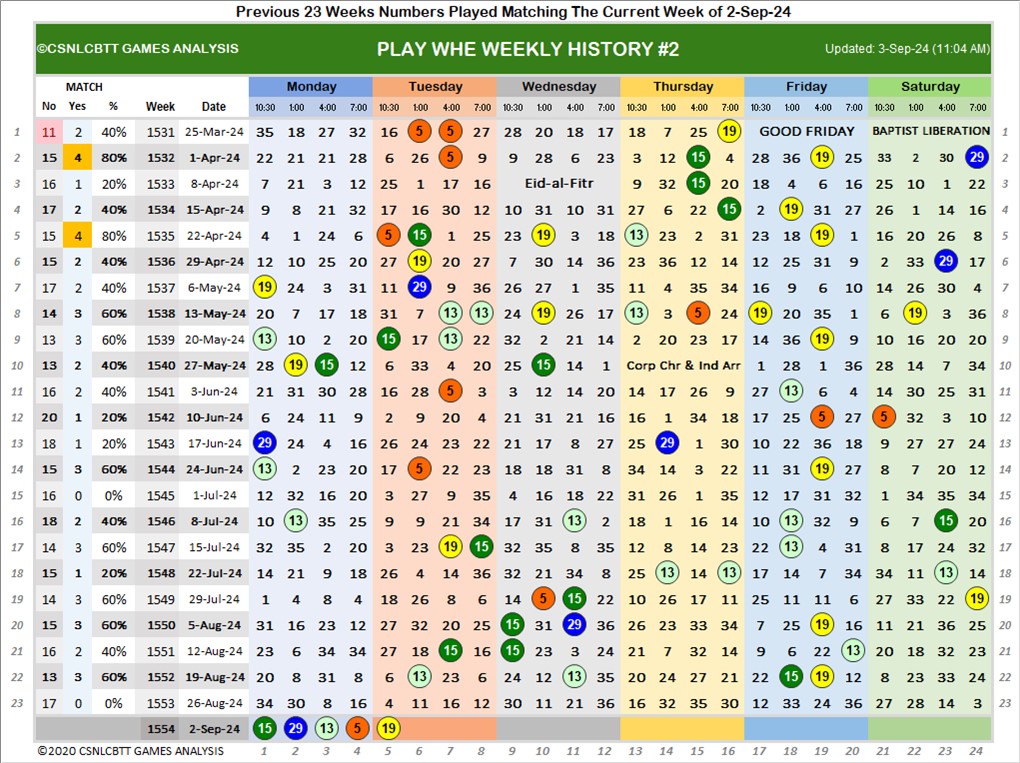 Previous 23 Weeks Numbers Played Matching The Current Week of 2-Sep-24
©CSNLCBTT GAMES ANALYSIS PLAY WHE WEEKLY HISTORY #2 Updated: 3-Sep-24 (11:04 AM)
MATCH Monday Tuesday Wednesday Thursday Friday Saturday
No Yes % Week Date 10:30 1:00 4:00 7:00 10:30 1:00 4:00 7:00 10:30 1:00 4:00 7:00 10:30 1:00 4:00 7:00 10:30 1:00 4:00 7:00 10:30 1:00 4:00 7:00
1 11 2 40% 1531 25-Mar-24 35 18 27 32 16 5 5 27 28 20 18 17 18 7 25 19 GOOD FRIDAY BAPTIST LIBERATION 1
2 15 4 80% 1532 1-Apr-24 22 21 21 28 6 26 5 9 9 28 6 23 3 12 15 4 28 36 19 25 33 2 30 29 2
3 16 1 20% 1533 8-Apr-24 7 21 3 12 25 1 17 16 Eid-al-Fitr 9 32 15 20 18 4 6 16 25 10 1 22 3
4 17 2 40% 1534 15-Apr-24 9 8 21 32 17 16 30 12 10 31 10 31 27 6 22 15 2 19 31 27 26 1 14 16 4
5 15 4 80% 1535 22-Apr-24 4 1 24 6 5 15 1 25 23 19 3 18 13 23 2 31 23 18 19 31 16 20 26 8 5
6 15 2 40% 1536 29-Apr-24 12 10 25 20 27 19 20 27 7 30 14 36 23 36 12 14 12 25 31 9 2 33 29 17 6
7 17 2 40% 1537 6-May-24 19 24 3 31 11 29 9 36 26 27 1 35 11 4 35 34 16 9 6 10 14 26 30 4 7
8 14 3 60% 1538 13-May-24 20 7 17 18 31 7 13 13 24 19 26 17 13 3 5 24 19 20 35 1 6 19 3 36 8
9 13 3 60% 1539 20-May-24 13 10 2 20 15 17 13 22 32 2 21 14 2 20 23 17 14 36 19 9 10 16 20 20 9
10 13 2 40% 1540 27-May-24 28 19 15 12 6 33 4 20 25 15 14 1 Corp Chr & Ind Arr 1 28 1 36 28 14 7 34 10
11 16 2 40% 1541 3-Jun-24 21 31 30 28 16 28 5 3 3 12 14 20 14 17 26 9 27 13 6 4 14 30 25 31 11
12 20 1 20% 1542 10-Jun-24 6 24 11 9 2 9 20 4 21 31 21 16 16 1 34 18 17 25 5 27 5 32 3 10 12
13 18 1 20% 1543 17-Jun-24 29 24 4 16 26 24 23 22 21 17 8 27 25 29 1 30 10 22 36 18 9 27 27 24 13
14 15 3 60% 1544 24-Jun-24 13 2 23 20 17 5 22 23 18 18 31 8 34 14 3 22 11 31 19 27 8 7 20 12 14
15 16 0 0% 1545 1-Jul-24 12 32 16 20 3 27 9 35 4 16 18 22 31 26 1 35 12 17 31 32 1 34 35 34 15
16 18 2 40% 1546 8-Jul-24 10 13 35 25 9 9 21 34 17 31 13 2 18 1 16 14 10 13 32 9 6 7 15 20 16
17 14 3 60% 1547 15-Jul-24 32 35 2 20 3 23 19 15 32 35 8 35 12 8 14 23 22 13 4 31 8 17 24 32 17
18 15 1 20% 1548 22-Jul-24 14 21 9 18 26 4 14 36 32 21 34 8 25 13 14 13 17 14 7 34 34 11 13 14 18
19 14 3 60% 1549 29-Jul-24 1 4 8 4 18 26 8 6 14 5 15 22 10 26 17 11 25 11 11 6 27 33 22 19 19
20 15 3 60% 1550 5-Aug-24 31 16 23 12 27 32 20 25 15 31 29 36 26 23 33 34 7 25 19 16 11 21 36 25 20
21 16 2 40% 1551 12-Aug-24 23 6 34 34 27 18 15 16 15 23 3 24 21 7 32 14 9 6 22 13 20 18 32 23 21
22 13 3 60% 1552 19-Aug-24 20 8 31 8 6 13 23 6 24 12 13 35 20 24 27 21 22 15 19 12 8 23 33 24 22
23 17 0 0% 1553 26-Aug-24 34 30 8 16 4 11 16 12 30 11 21 36 16 32 35 30 12 33 24 36 27 28 14 3 23
1554 2-Sep-24 15 29 13 5 19
©2020 CSNLCBTT GAMES ANALYSIS 1 2 3 4 5 6 7 8 9 10 11 12 13 14 15 16 17 18 19 20 21 22 23 24